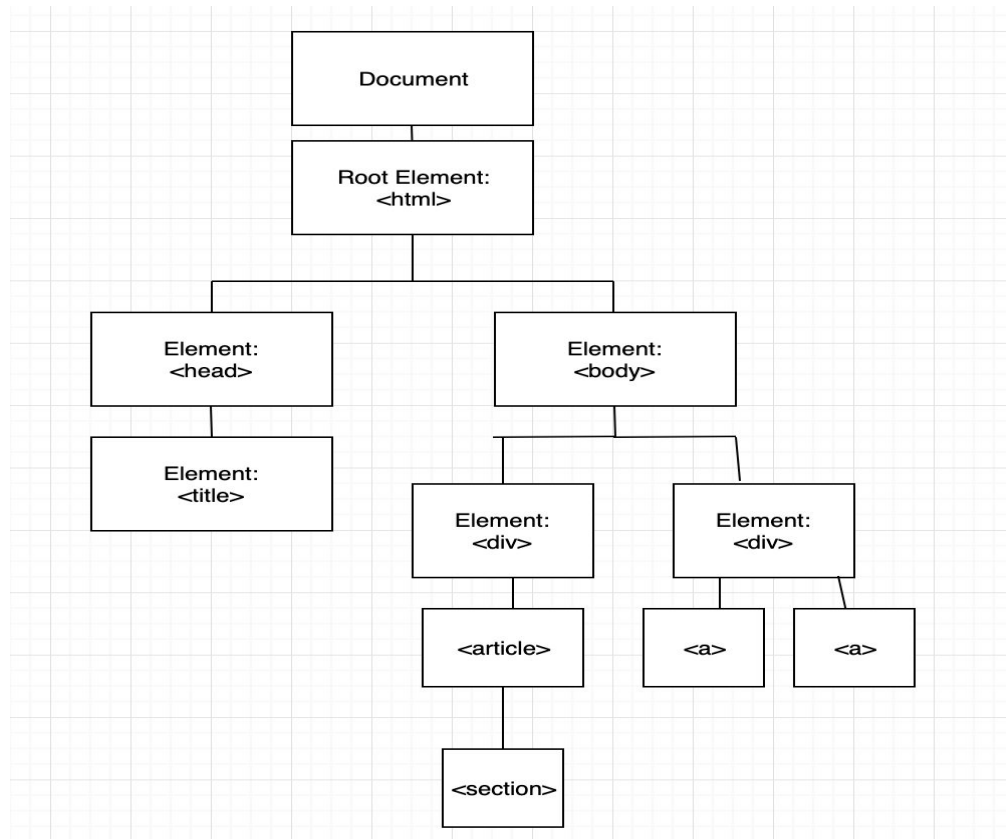 Document
Root Element:
<html>
Element:
<head>
Element:
<body>
Element:
<title>
Element:
<div>
Element:
<div>
<article>
<a>
<a>
<section>